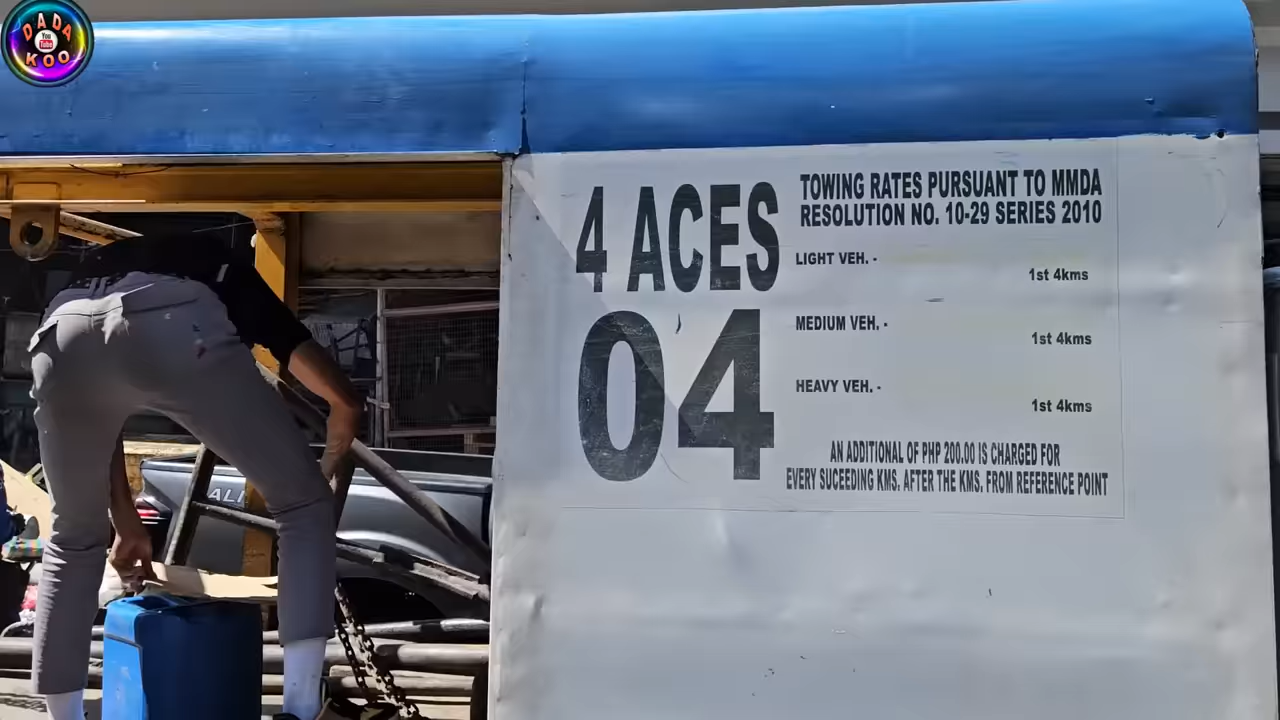 DADA
You
Tube
KOO
4 ACES
04
TOWING RATES PURSUANT TO MMDA
RESOLUTION NO. 10-29 SERIES 2010
LIGHT VEH. -
1st 4kms
MEDIUM VEH. -
1st 4kms
HEAVY VEH. -
1st 4kms
AN ADDITIONAL OF PHP 200.00 IS CHARGED FOR
EVERY SUCEEDING KMS. AFTER THE KMS. FROM REFERENCE POINT
ALI